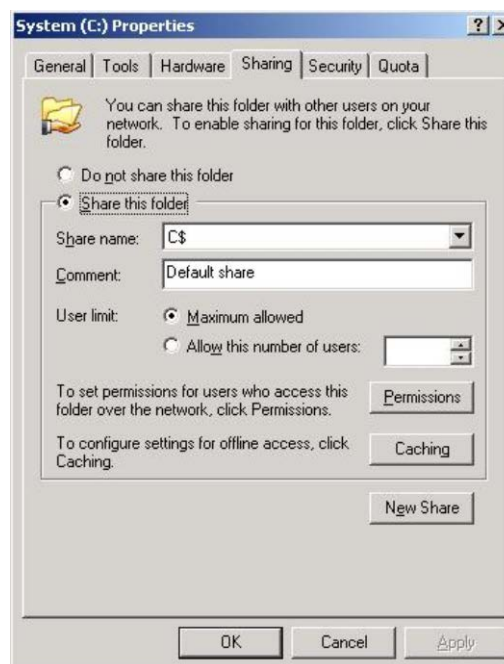 System (C:) Properties
?
General Tools Hardware Sharing Security Quota
You can share this folder with other users on your
network. To enable sharing for this folder, click Share this
folder.
Do not share this folder
Share this folder
Share name: C$
Comment: Default share
User limit: Maximum allowed
Allow this number of users:
To set permissions for users who access this
folder over the network, click Permissions.
Permissions
To configure settings for offline access, click
Caching.
Caching
New Share
OK Cancel Apply